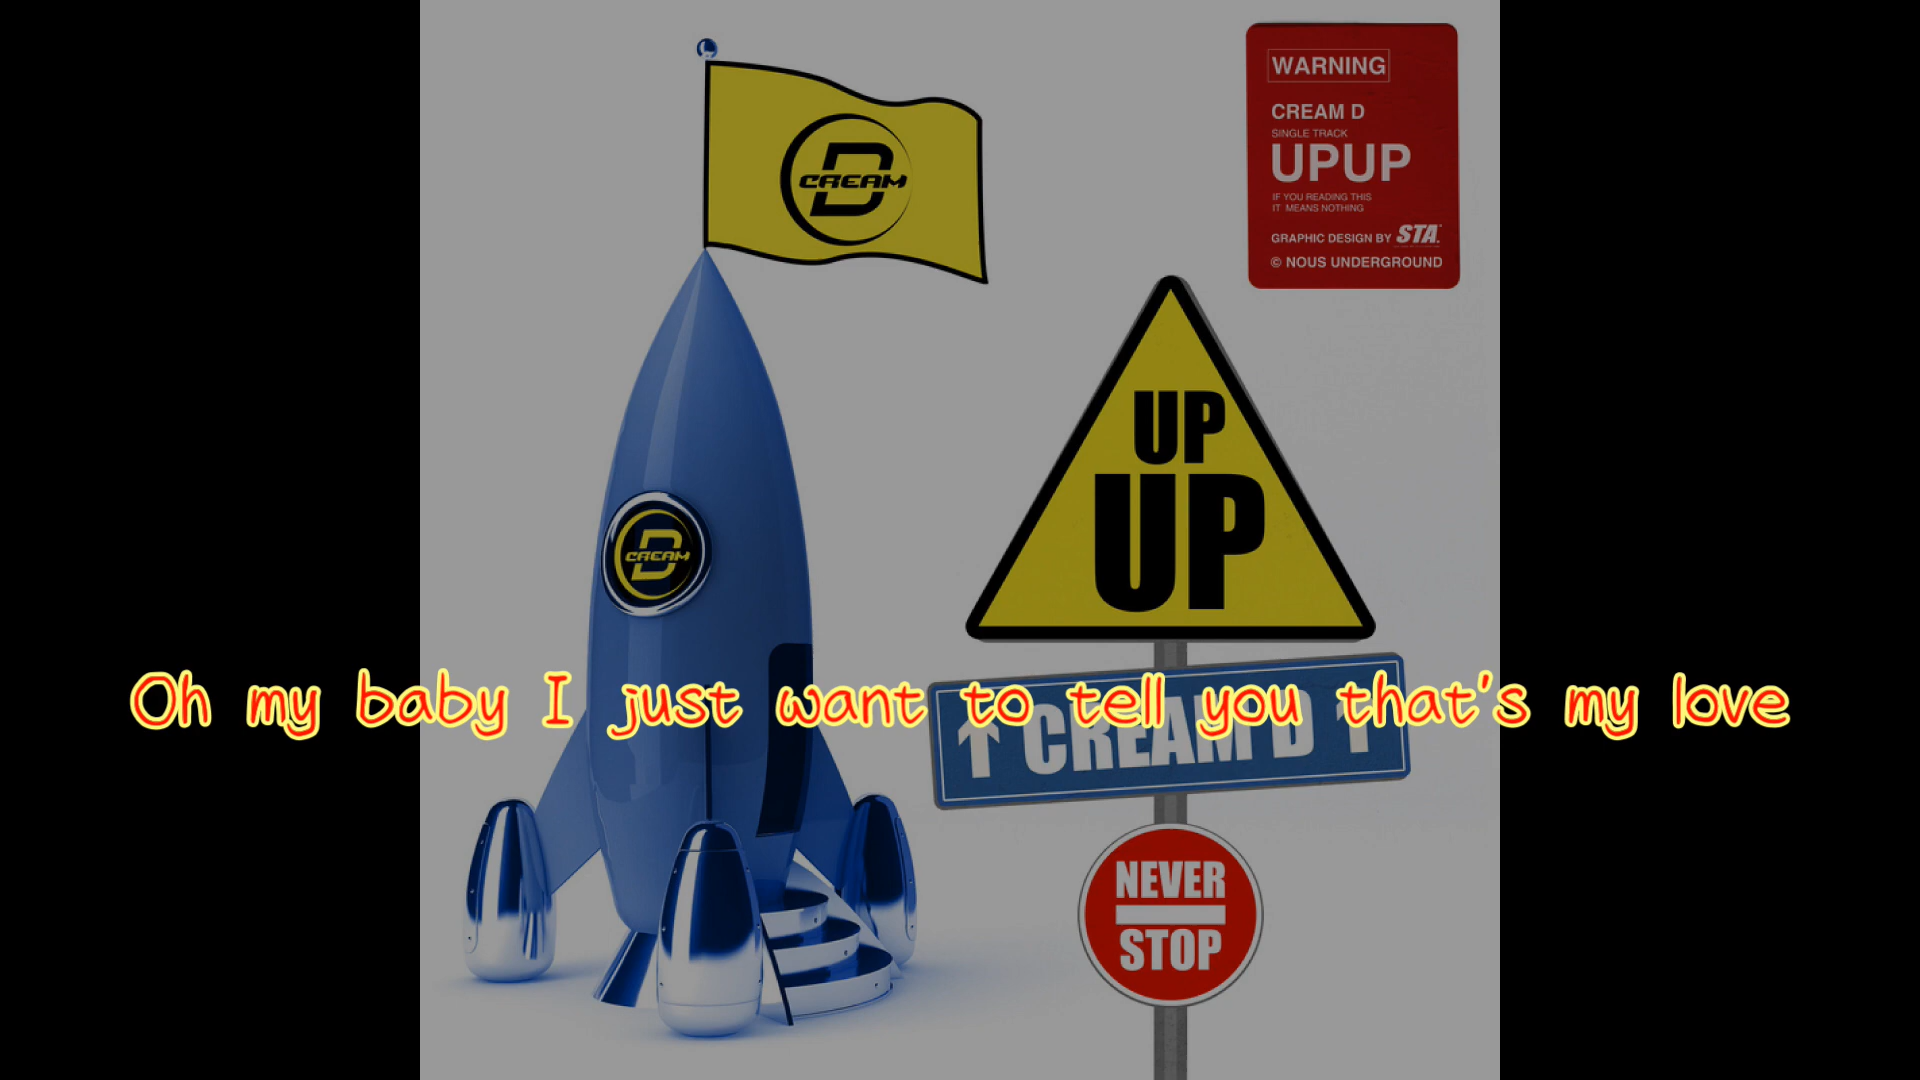 CREAM D
WARNING
CREAM D
SINGLE TRACK
UPUP
IF YOU READING THIS
IT MEANS NOTHING
GRAPHIC DESIGN BY STA.
© NOUS UNDERGROUND
UP
UP
CREAM D
Oh my baby I just want to tell you that's my love
↑ CREAM D ↑
NEVER
STOP